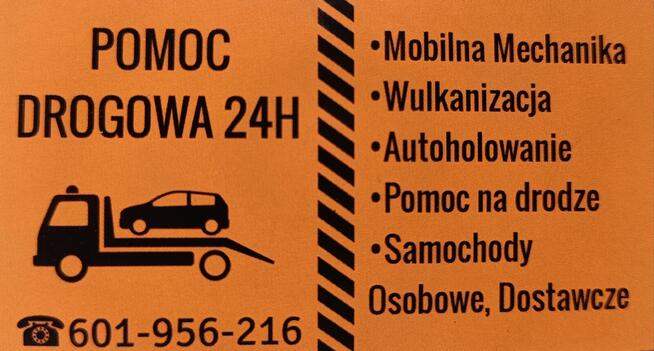 POMOC
DROGOWA 24H
☎601-956-216
•Mobilna Mechanika
•Wulkanizacja
•Autoholowanie
•Pomoc na drodze
•Samochody
Osobowe, Dostawcze